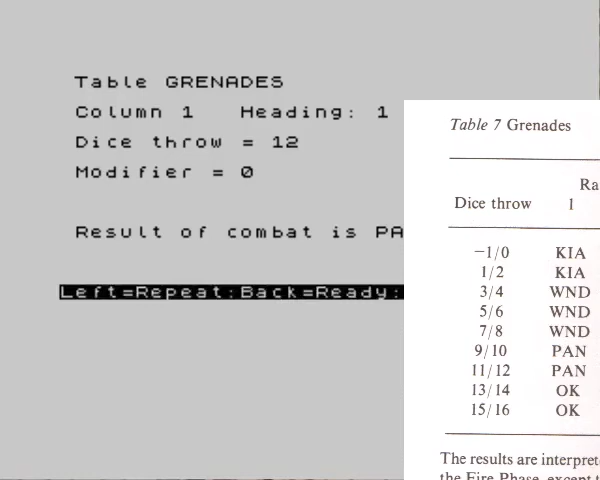 Table GRENADES
Column 1 Heading: 1
Dice throw = 12
Modifier = 0
Result of combat is PA
Left=Repeat:Back=Ready:
Table 7 Grenades
Ra
Dice throw 1
−1/0 KIA
1/2 KIA
3/4 WND
5/6 WND
7/8 WND
9/10 PAN
11/12 PAN
13/14 OK
15/16 OK
The results are interprete
the Fire Phase, except t